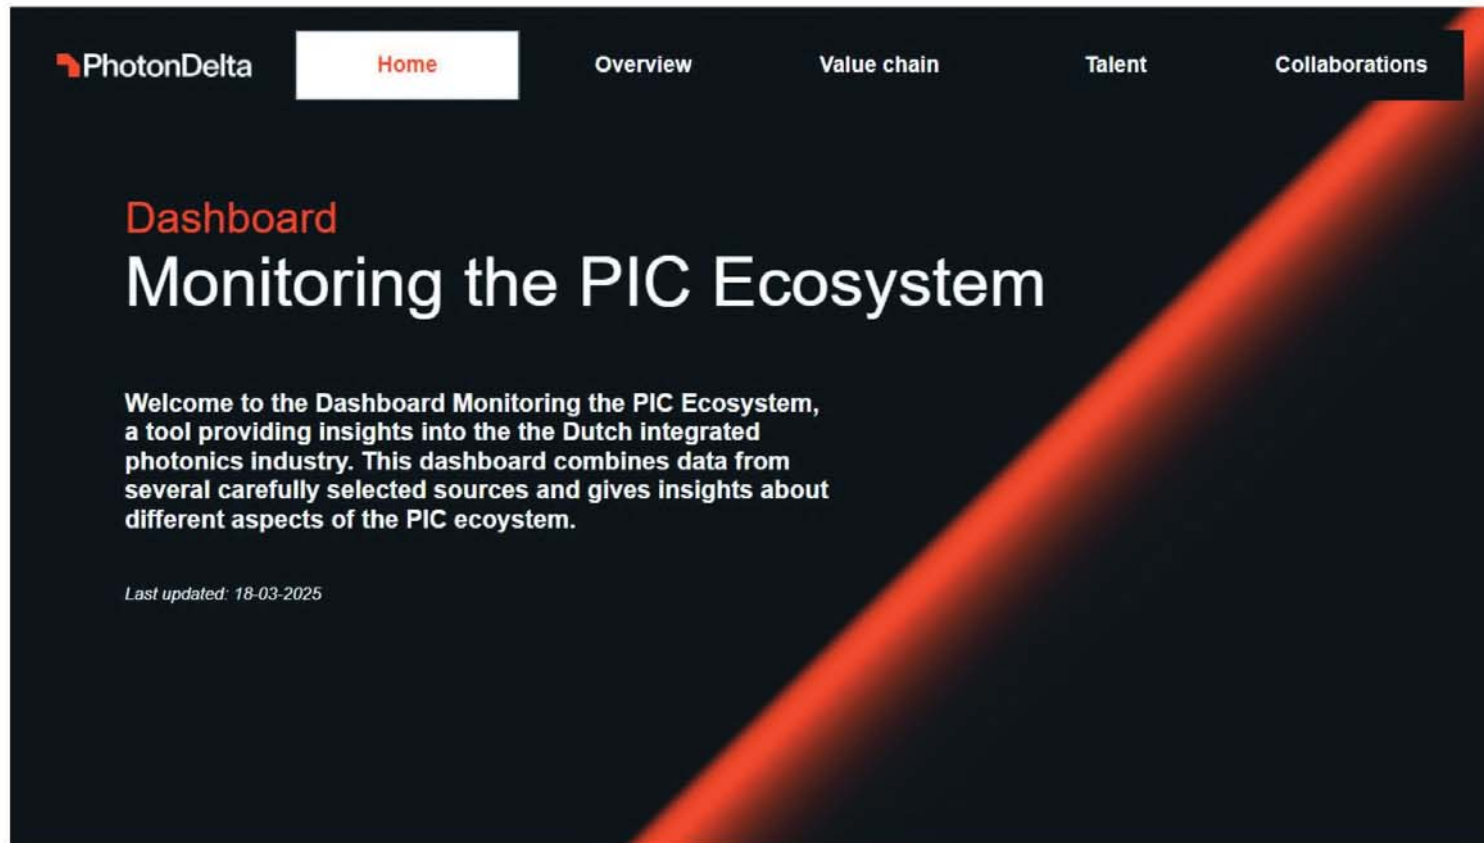 PhotonDelta Home Overview Value chain Talent Collaborations
Dashboard
Monitoring the PIC Ecosystem
Welcome to the Dashboard Monitoring the PIC Ecosystem,
a tool providing insights into the the Dutch integrated
photonics industry. This dashboard combines data from
several carefully selected sources and gives insights about
different aspects of the PIC ecoystem.
Last updated: 18-03-2025